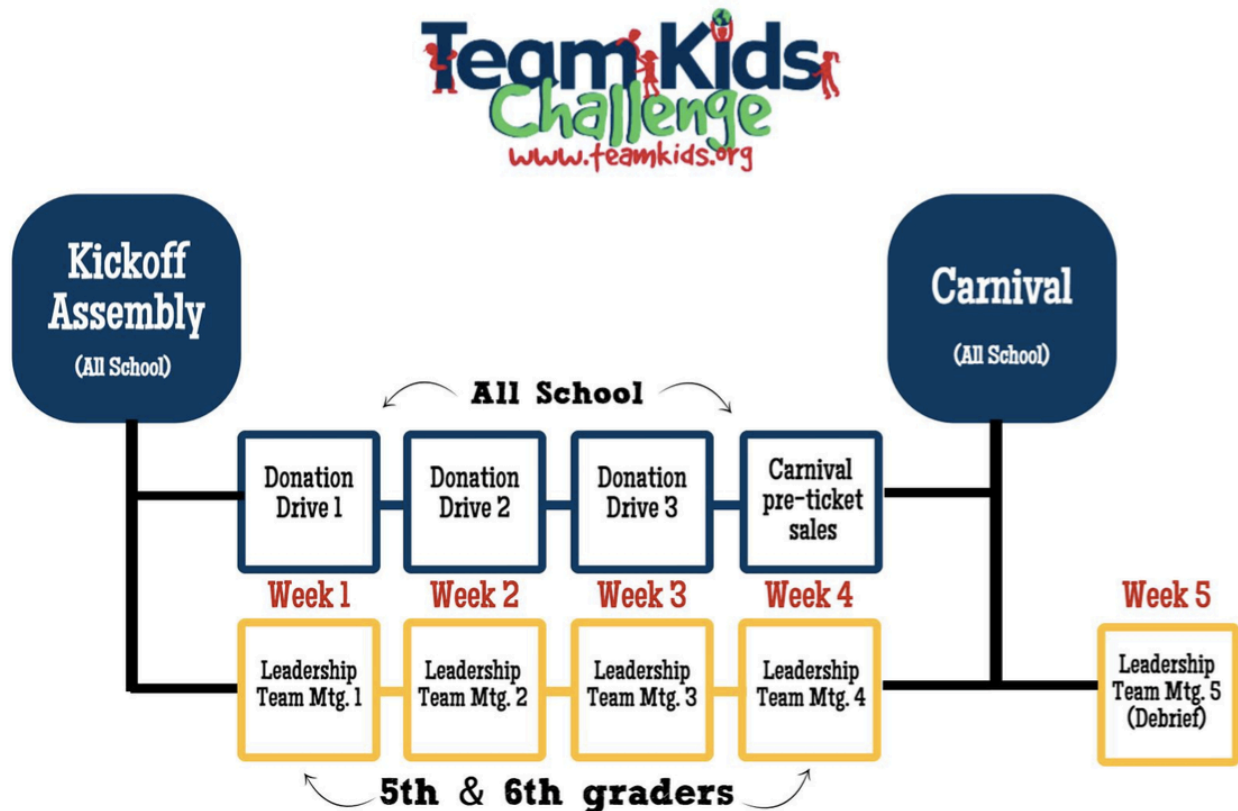 Team Kids
Challenge
www.teamkids.org
Kickoff
Assembly
(All School)
Carnival
(All School)
All School
Donation
Drive 1
Donation
Drive 2
Donation
Drive 3
Carnival
pre-ticket
sales
Week 1
Week 2
Week 3
Week 4
Week 5
Leadership
Team Mtg. 1
Leadership
Team Mtg. 2
Leadership
Team Mtg. 3
Leadership
Team Mtg. 4
Leadership
Team Mtg. 5
(Debrief)
5th & 6th graders